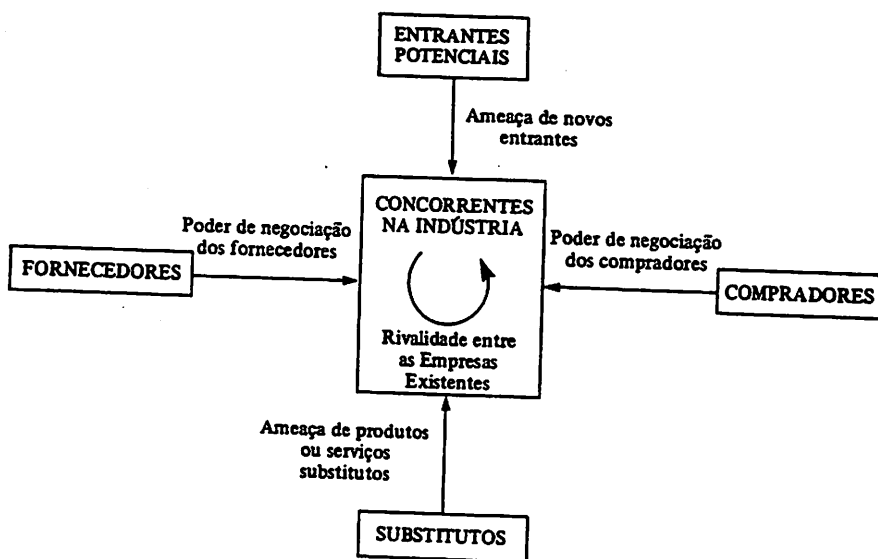 ENTRANTES
POTENCIAIS
Ameaça de novos
entrantes
CONCORRENTES
NA INDÚSTRIA
Poder de negociação
dos fornecedores
FORNECEDORES
Poder de negociação
dos compradores
COMPRADORES
Rivalidade entre
as Empresas
Existentes
Ameaça de produtos
ou serviços
substitutos
SUBSTITUTOS